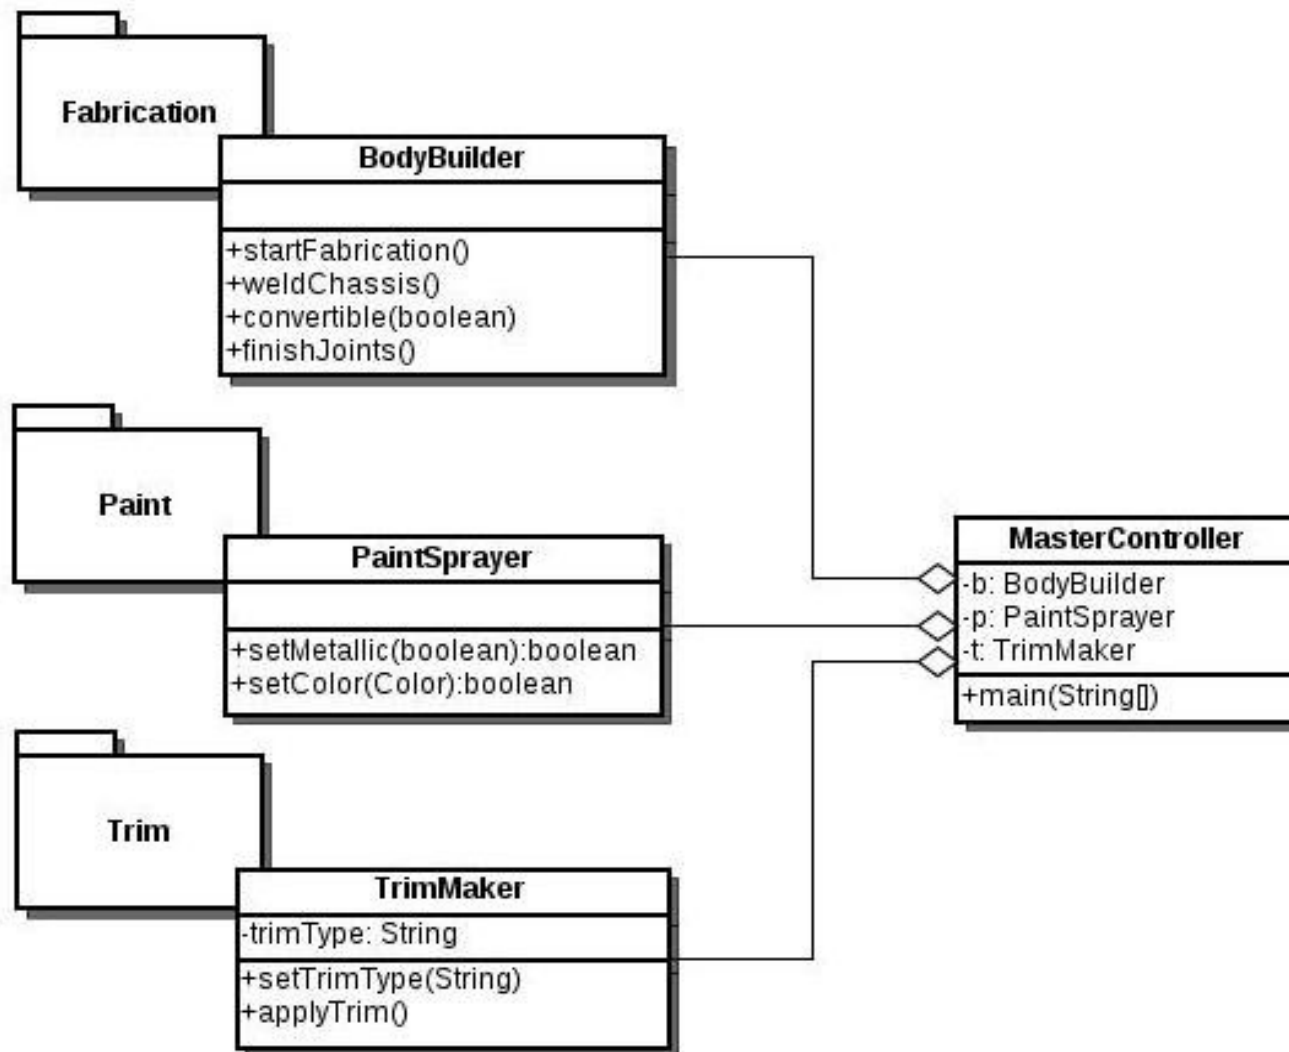 Fabrication
BodyBuilder
+startFabrication()
+weldChassis()
+convertible(boolean)
+finishJoints()
Paint
PaintSprayer
+setMetallic(boolean):boolean
+setColor(Color):boolean
Trim
TrimMaker
-trimType: String
+setTrimType(String)
+applyTrim()
MasterController
-b: BodyBuilder
-p: PaintSprayer
-t: TrimMaker
+main(String[])